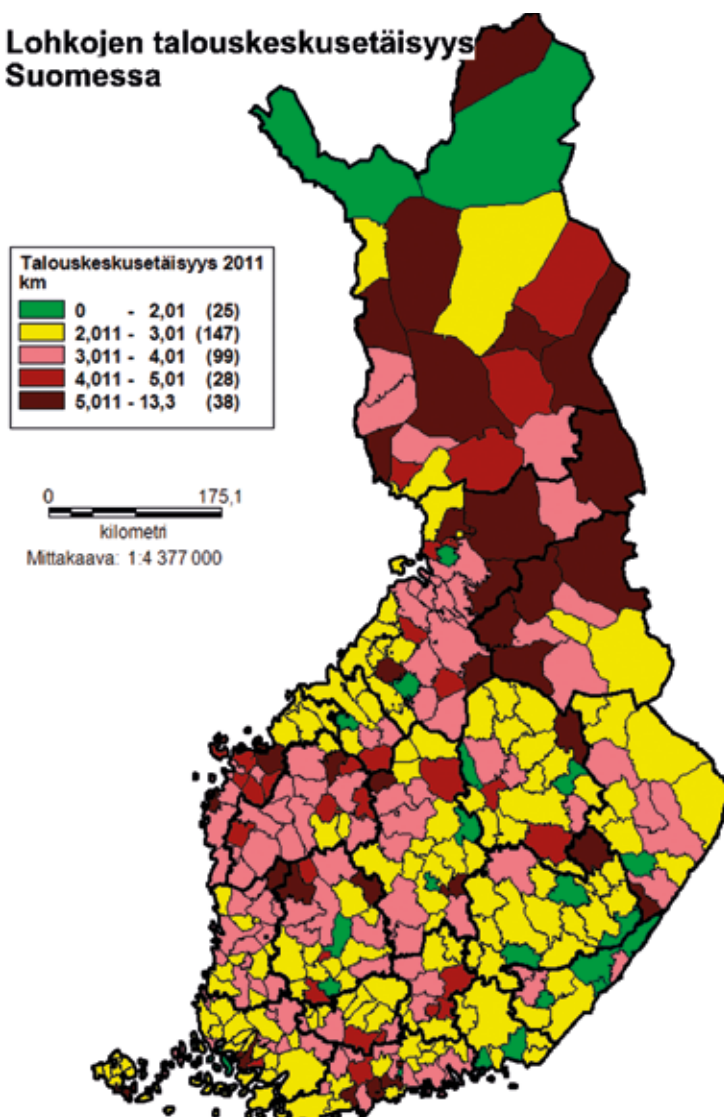 Lohkojen talouskeskusetäisyys
Suomessa
Talouskeskusetäisyys 2011
km
0 - 2,01 (25)
2,011 - 3,01 (147)
3,011 - 4,01 (99)
4,011 - 5,01 (28)
5,011 - 13,3 (38)
0 175,1
kilometri
Mittakaava: 1:4 377 000